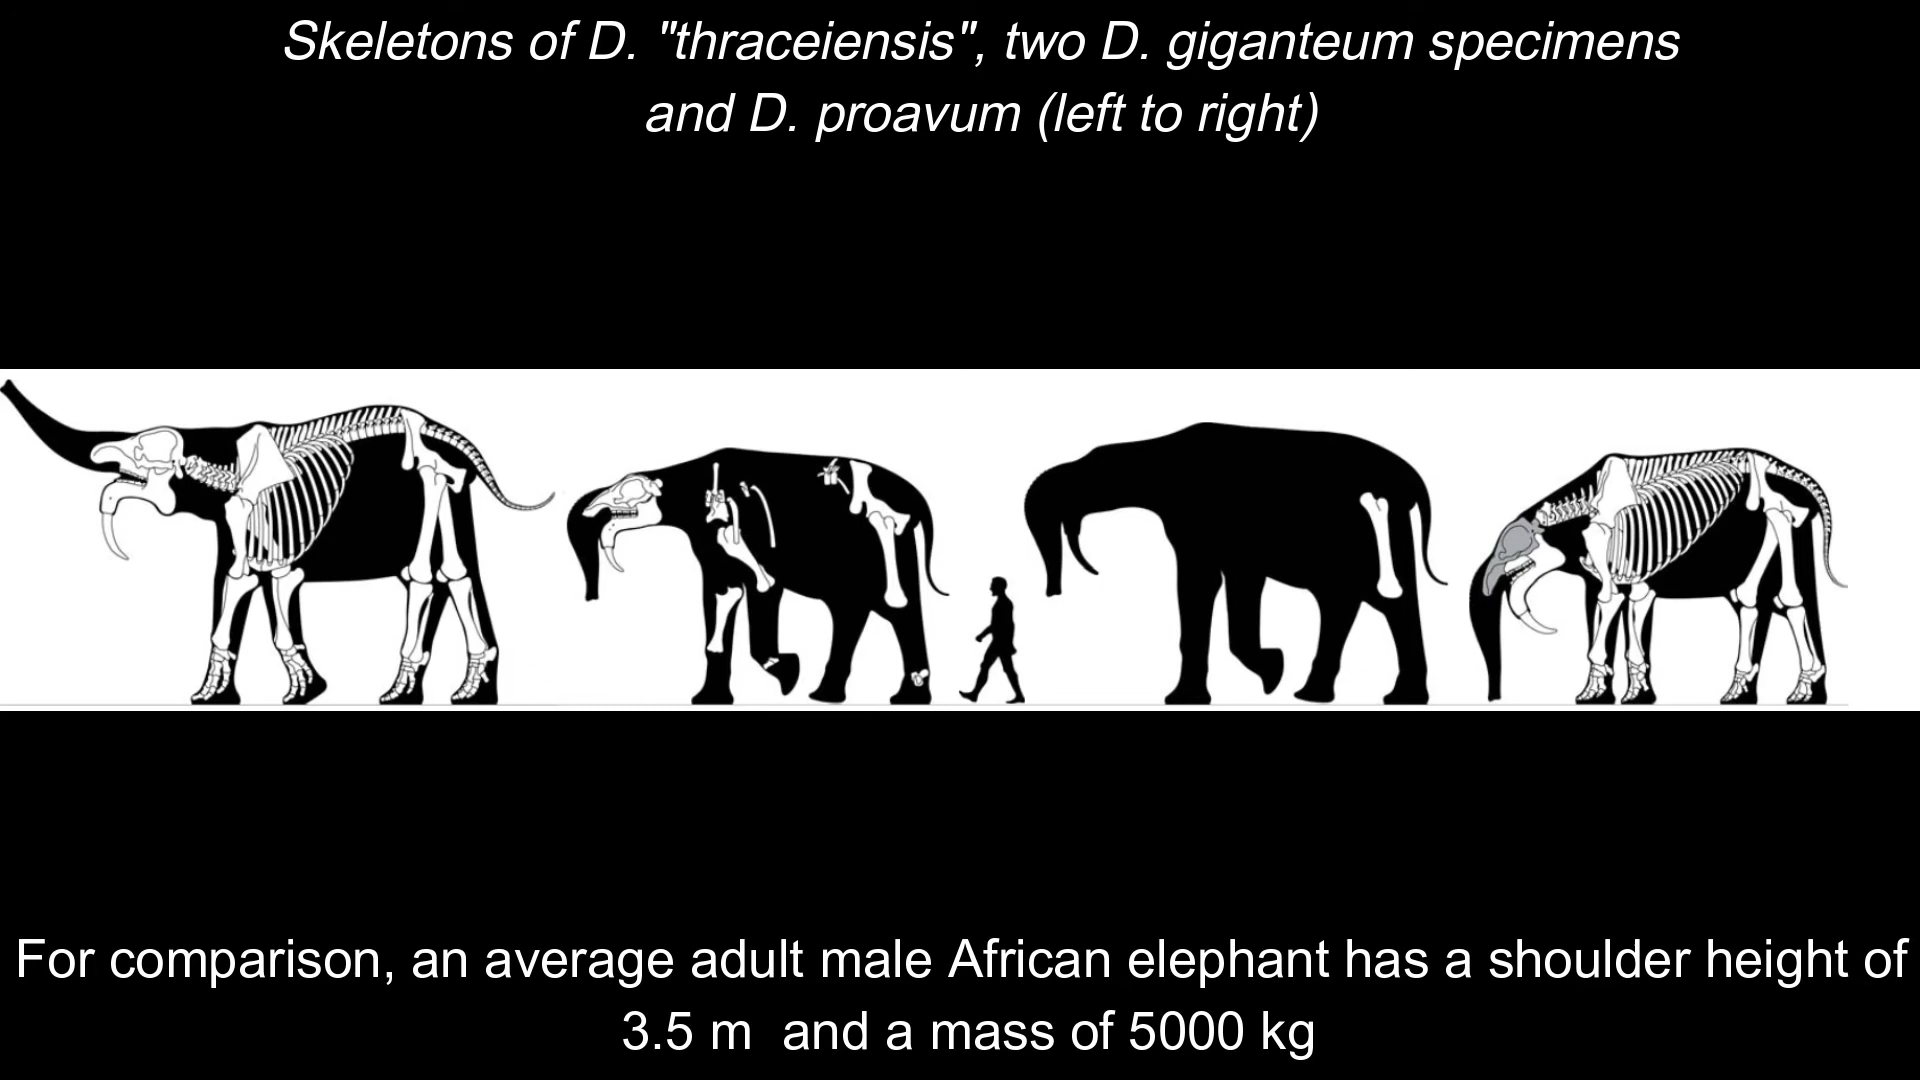 Skeletons of D. "thraceiensis", two D. giganteum specimens
and D. proavum (left to right)
For comparison, an average adult male African elephant has a shoulder height of
3.5 m  and a mass of 5000 kg